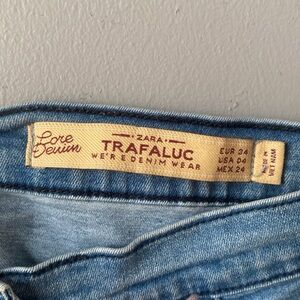 Core
Denim
ZARA
TRAFALUC
WE'RE DENIM WEAR
EUR 34
USA 04
MEX 24
MADE IN
VIETNAM